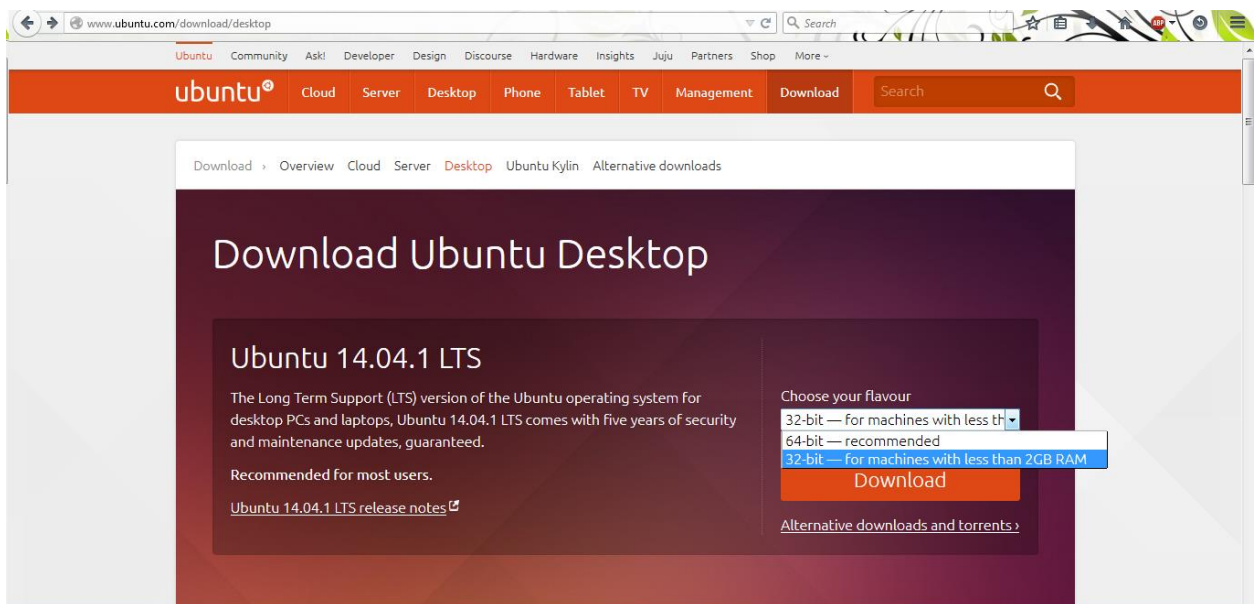 www.ubuntu.com/download/desktop Search
Ubuntu Community Ask! Developer Design Discourse Hardware Insights Juju Partners Shop More
ubuntu Cloud Server Desktop Phone Tablet TV Management Download Search
Download › Overview Cloud Server Desktop Ubuntu Kylin Alternative downloads
Download Ubuntu Desktop
Ubuntu 14.04.1 LTS
The Long Term Support (LTS) version of the Ubuntu operating system for
desktop PCs and laptops, Ubuntu 14.04.1 LTS comes with five years of security
and maintenance updates, guaranteed.
Recommended for most users.
Ubuntu 14.04.1 LTS release notes
Choose your flavour
32-bit — for machines with less th
64-bit — recommended
32-bit — for machines with less than 2GB RAM
Download
Alternative downloads and torrents ›
ABP